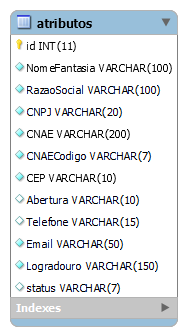 atributos
id INT(11)
NomeFantasia VARCHAR(100)
RazaoSocial VARCHAR(100)
CNPJ VARCHAR(20)
CNAE VARCHAR(200)
CNAECodigo VARCHAR(7)
CEP VARCHAR(10)
Abertura VARCHAR(10)
Telefone VARCHAR(15)
Email VARCHAR(50)
Logradouro VARCHAR(150)
status VARCHAR(7)
Indexes